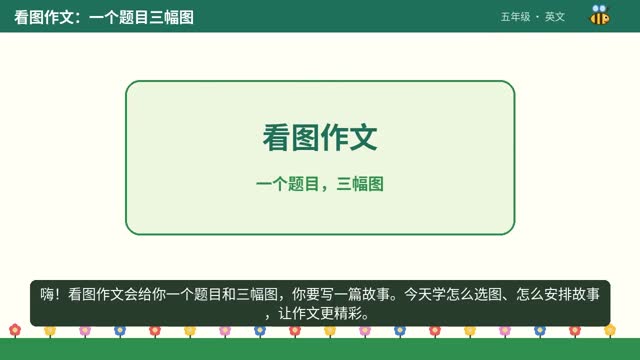 看图作文：一个题目三幅图
五年级 · 英文
看图作文
一个题目，三幅图
嗨！看图作文会给你一个题目和三幅图，你要写一篇故事。今天学怎么选图、怎么安排故事
，让作文更精彩。